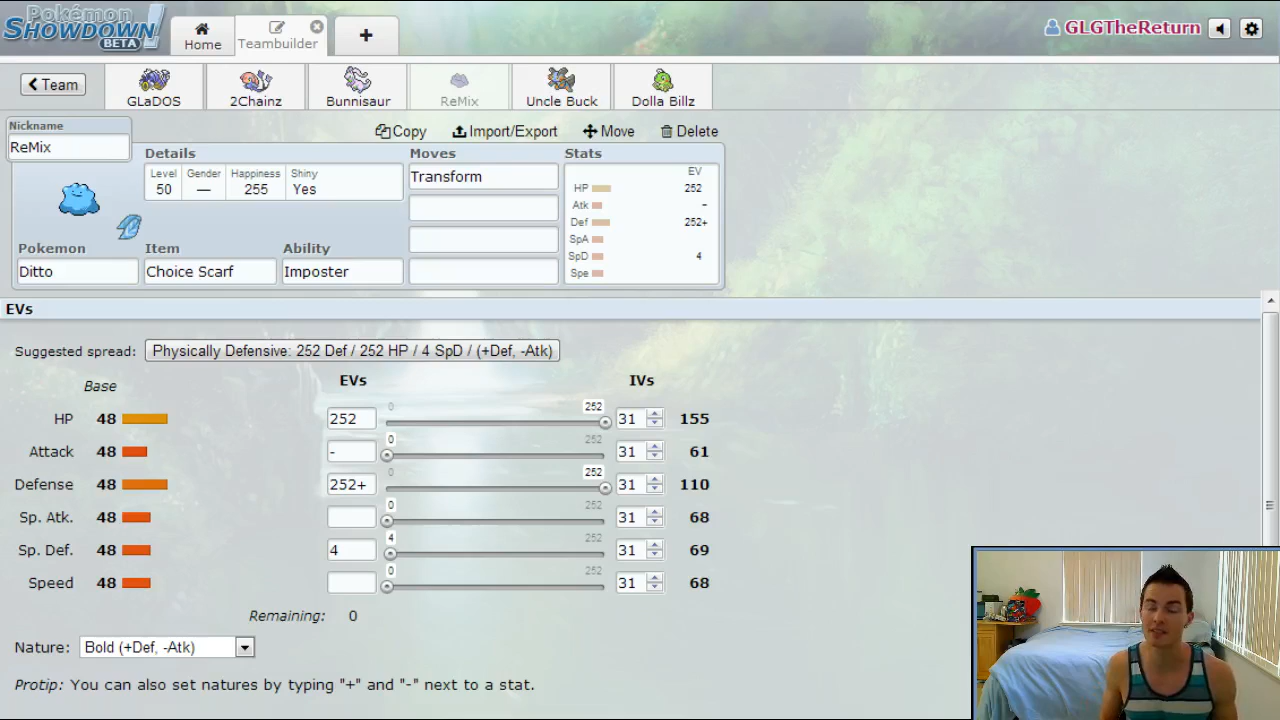 Pokémon
Showdown!
BETA
Home
Teambuilder
+
GLGTheReturn
Team
GLaDOS
2Chainz
Bunnisaur
ReMix
Uncle Buck
Dolla Billz
Nickname
ReMix
Copy
Import/Export
Move
Delete
Details
Level Gender Happiness Shiny
50 — 255 Yes
Moves
Transform
Stats
EV
HP 252
Atk -
Def 252+
SpA
SpD 4
Spe
Pokemon
Ditto
Item
Choice Scarf
Ability
Imposter
EVs
Suggested spread: Physically Defensive: 252 Def / 252 HP / 4 SpD / (+Def, -Atk)
Base EVs IVs
HP 48 252 0 252 31 155
Attack 48 - 0 252 31 61
Defense 48 252+ 0 252 31 110
Sp. Atk. 48 0 252 31 68
Sp. Def. 48 4 4 252 31 69
Speed 48 0 252 31 68
Remaining: 0
Nature: Bold (+Def, -Atk)
Protip: You can also set natures by typing "+" and "-" next to a stat.